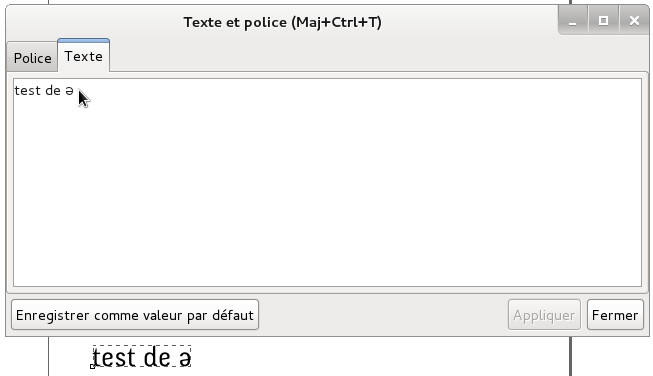 Texte et police (Maj+Ctrl+T)
Police Texte
test de ə
Enregistrer comme valeur par défaut Appliquer Fermer
test de ə